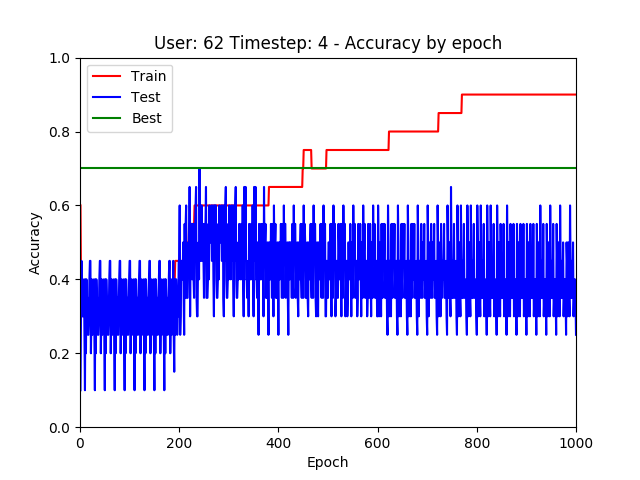 User: 62 Timestep: 4 - Accuracy by epoch
Train
Test
Best
Accuracy
1.0
0.8
0.6
0.4
0.2
0.0
0 200 400 600 800 1000
Epoch